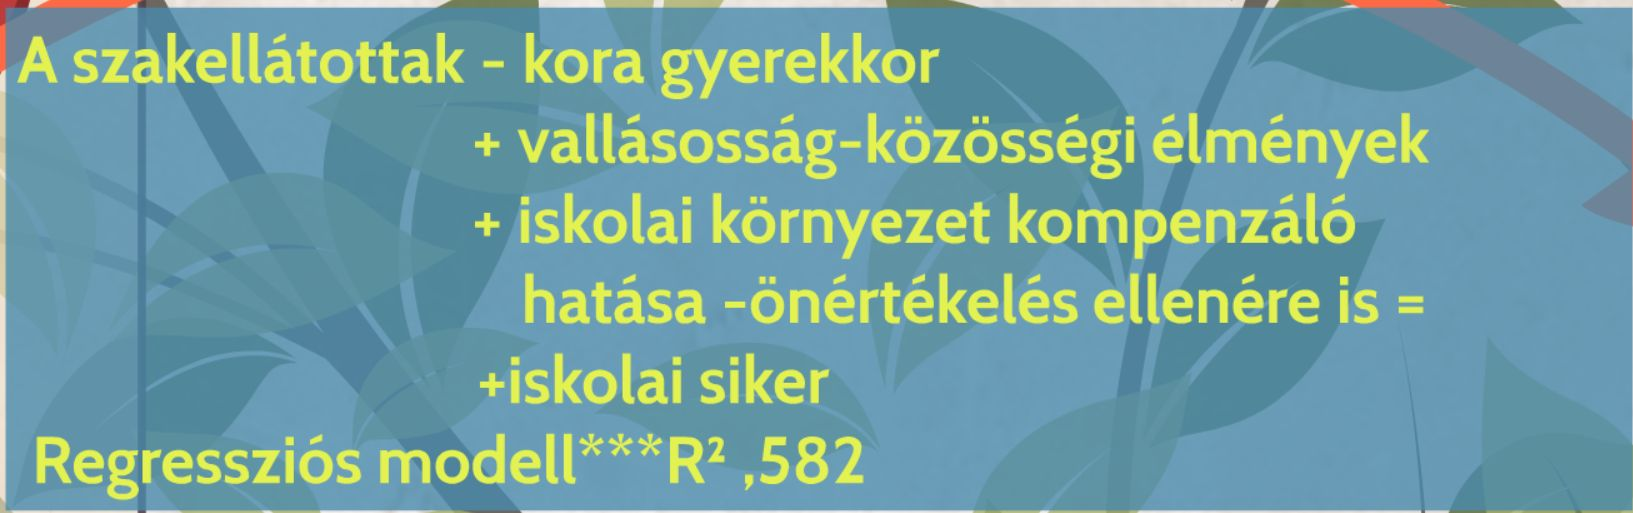 A szakellátottak - kora gyerekkor
+ vallásosság-közösségi élmények
+ iskolai környezet kompenzáló
hatása -önértékelés ellenére is =
+iskolai siker
Regressziós modell***R² ,582